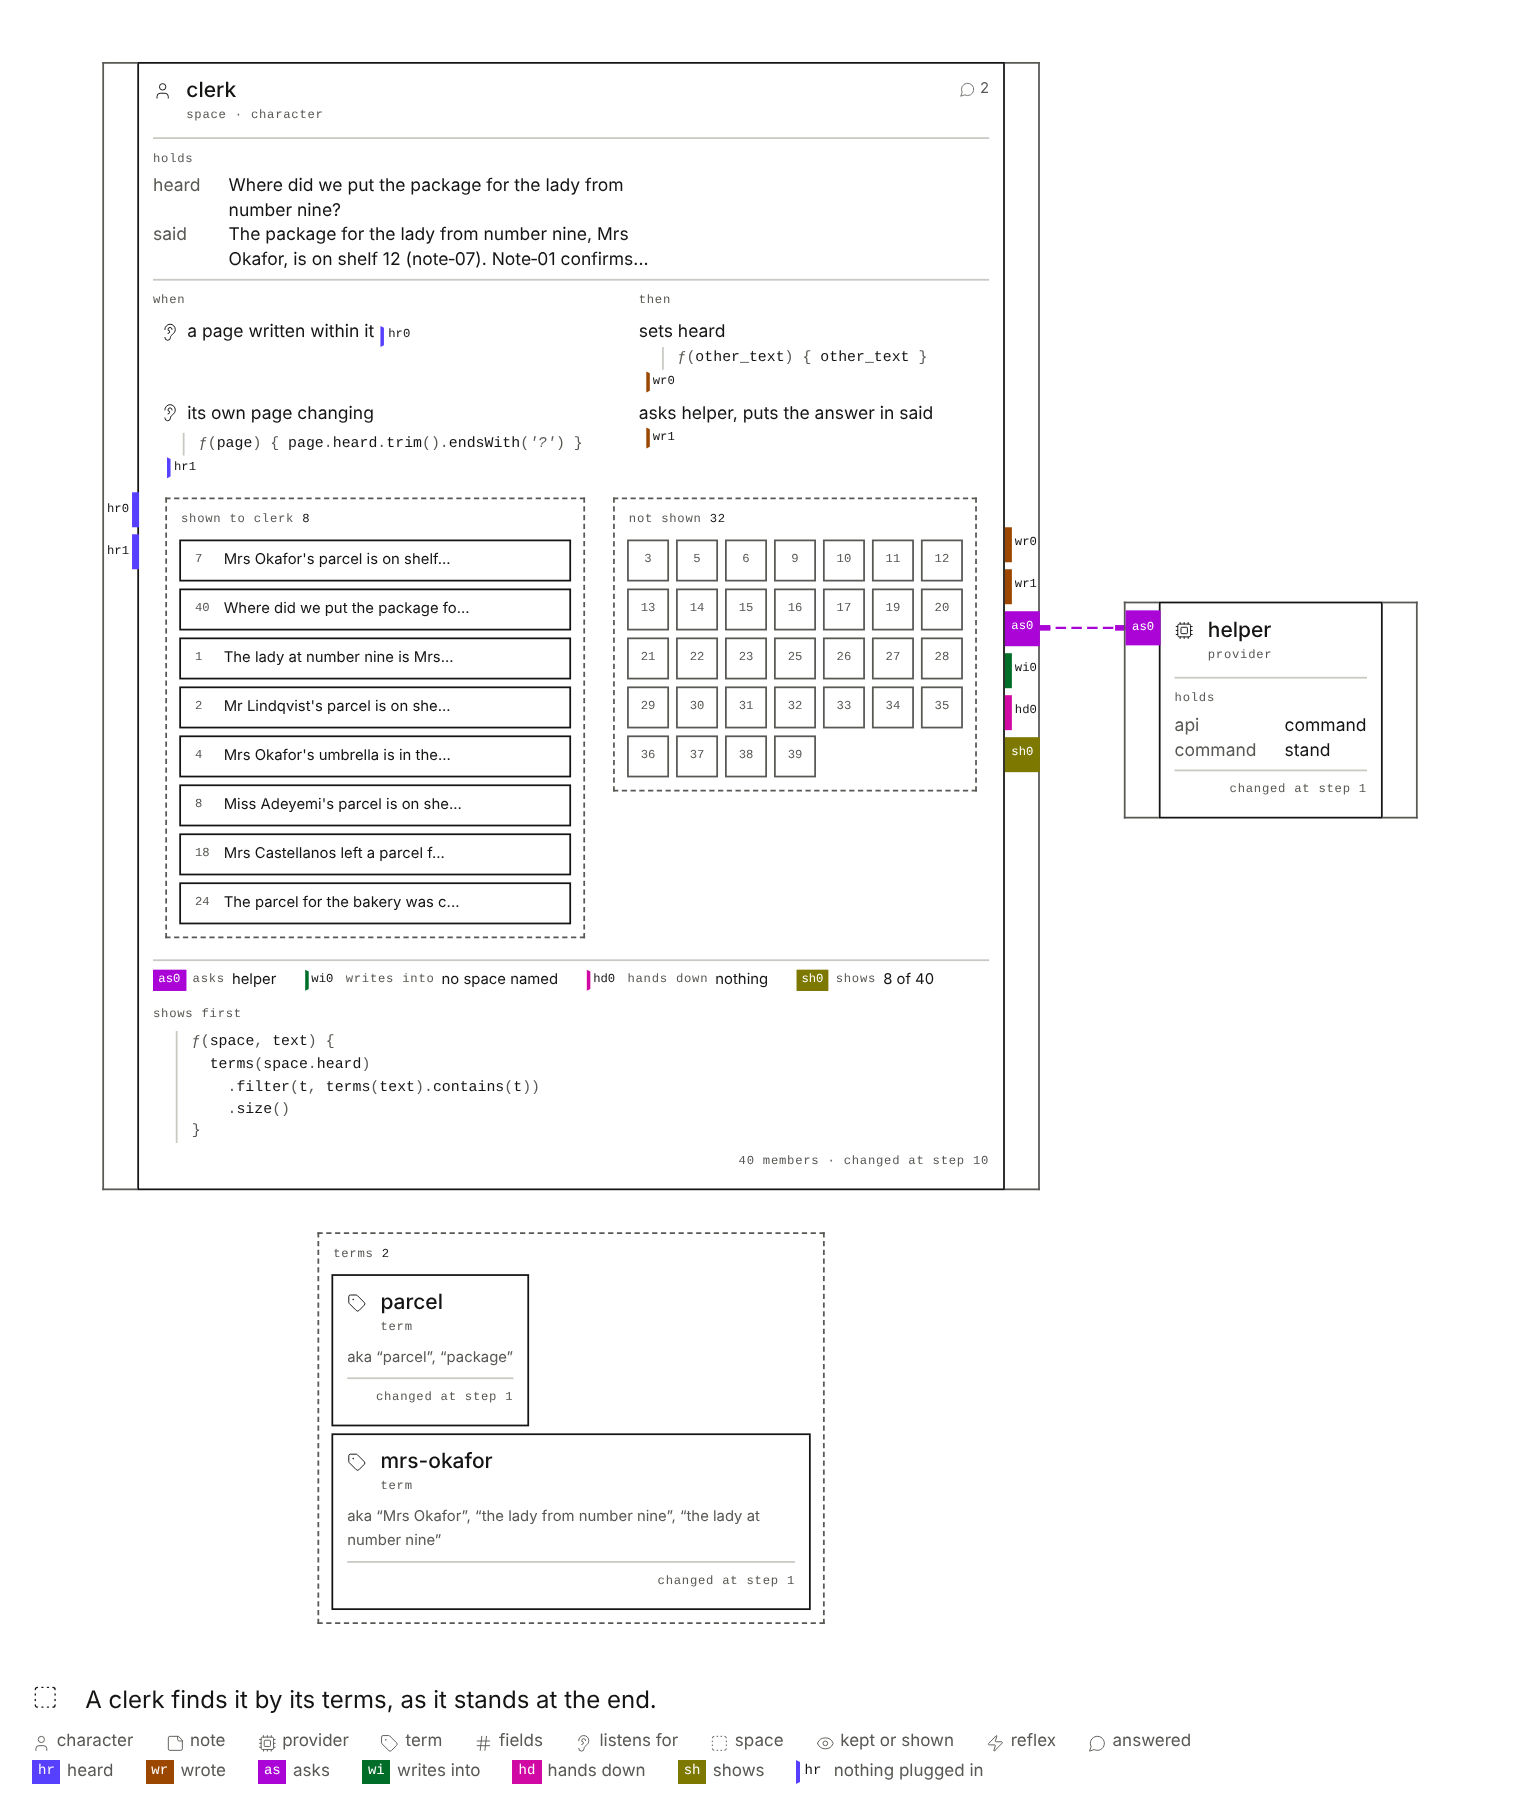 clerk
2
space · character
holds
heard Where did we put the package for the lady from
number nine?
said The package for the lady from number nine, Mrs
Okafor, is on shelf 12 (note-07). Note-01 confirms…
when then
a page written within it hr0 sets heard
ƒ(other_text) { other_text }
wr0
its own page changing asks helper, puts the answer in said
ƒ(page) { page.heard.trim().endsWith('?') } wr1
hr1
hr0
hr1
shown to clerk 8
7 Mrs Okafor's parcel is on shelf…
40 Where did we put the package fo…
1 The lady at number nine is Mrs…
2 Mr Lindqvist's parcel is on she…
4 Mrs Okafor's umbrella is in the…
8 Miss Adeyemi's parcel is on she…
18 Mrs Castellanos left a parcel f…
24 The parcel for the bakery was c…
not shown 32
3 5 6 9 10 11 12
13 14 15 16 17 19 20
21 22 23 25 26 27 28
29 30 31 32 33 34 35
36 37 38 39
wr0
wr1
as0
wi0
hd0
sh0
as0
helper
provider
holds
api command
command stand
changed at step 1
as0 asks helper wi0 writes into no space named hd0 hands down nothing sh0 shows 8 of 40
shows first
ƒ(space, text) {
terms(space.heard)
.filter(t, terms(text).contains(t))
.size()
}
40 members · changed at step 10
terms 2
parcel
term
aka “parcel”, “package”
changed at step 1
mrs-okafor
term
aka “Mrs Okafor”, “the lady from number nine”, “the lady at
number nine”
changed at step 1
A clerk finds it by its terms, as it stands at the end.
character note provider term fields listens for space kept or shown reflex answered
hr heard wr wrote as asks wi writes into hd hands down sh shows hr nothing plugged in